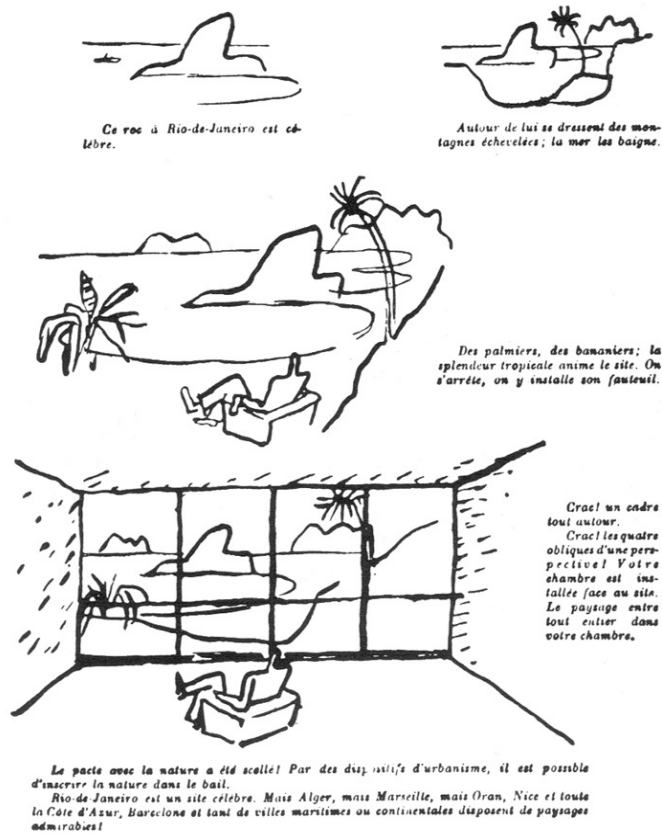 Ce roc à Rio-de-Janeiro est cé-
lèbre.
Autour de lui se dressent des mon-
tagnes échevelées ; la mer les baigne.
Des palmiers, des bananiers ; la
splendeur tropicale anime le site. On
s'arrête, on y installe son fauteuil.
Crac! un cadre
tout autour.
Crac! les quatre
obliques d'une pers-
pective! Votre
chambre est ins-
tallée face au site.
Le paysage entre
tout entier dans
votre chambre.
Le pacte avec la nature a été scellé! Par des dispositifs d'urbanisme, il est possible
d'inscrire la nature dans le bail.
Rio-de-Janeiro est un site célèbre. Mais Alger, mais Marseille, mais Oran, Nice et toute
la Côte d'Azur, Barcelone et tant de villes maritimes ou continentales disposent de paysages
admirables!